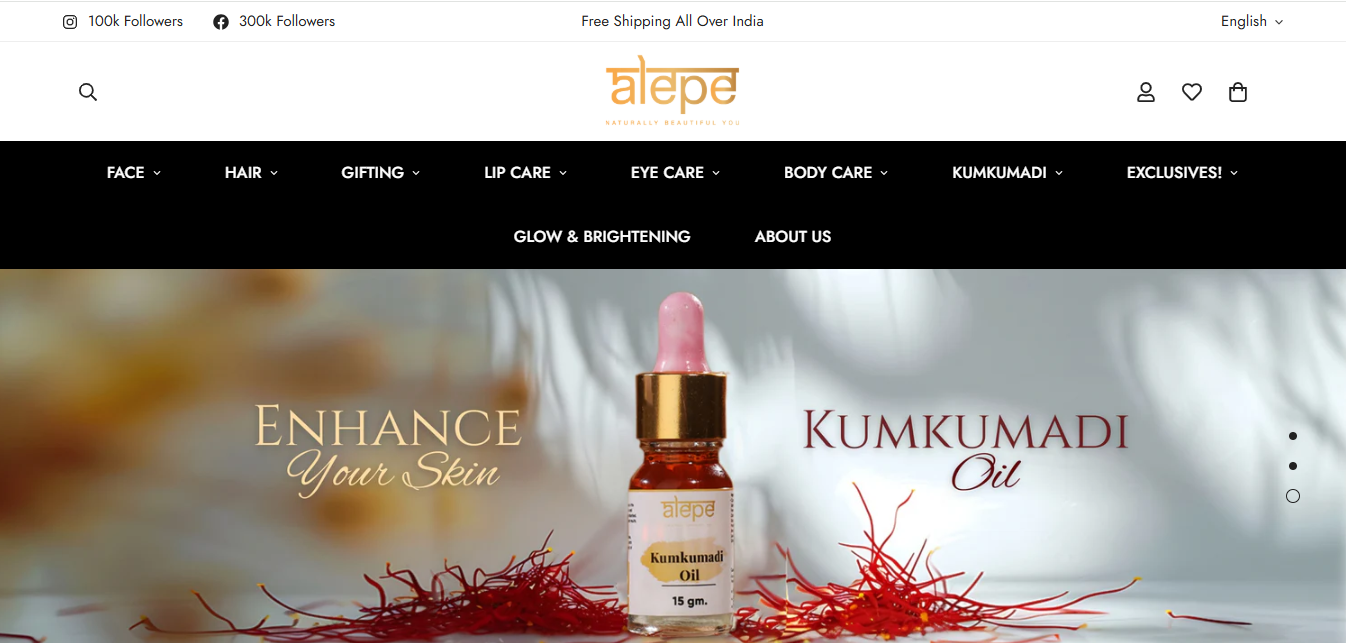 100k Followers
300k Followers
Free Shipping All Over India
English
alepe
NATURALLY BEAUTIFUL YOU
FACE
HAIR
GIFTING
LIP CARE
EYE CARE
BODY CARE
KUMKUMADI
EXCLUSIVES!
GLOW & BRIGHTENING
ABOUT US
ENHANCE
Your Skin
KUMKUMADI
Oil
alepe
Kumkumadi
Oil
15 gm.